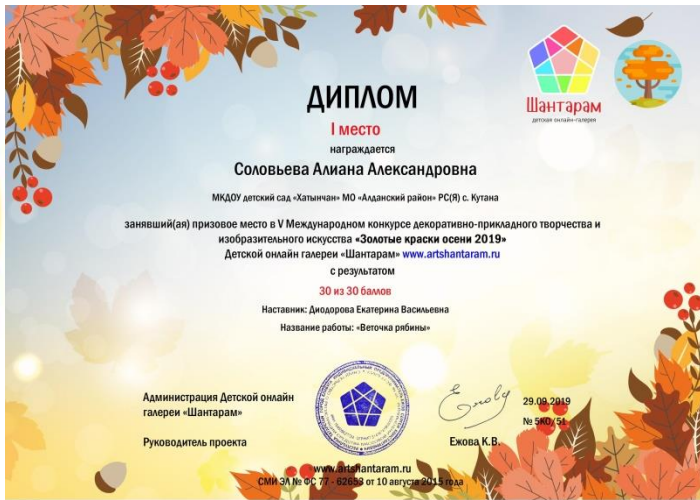 ДИПЛОМ
I место
награждается
Соловьева Алиана Александровна
МКДОУ детский сад «Хатынчан» МО «Алданский район» РС(Я) с. Кутана
занявший(ая) призовое место в V Международном конкурсе декоративно-прикладного творчества и
изобразительного искусства «Золотые краски осени 2019»
Детской онлайн галереи «Шантарам» www.artshantaram.ru
с результатом
30 из 30 баллов
Наставник: Диодорова Екатерина Васильевна
Название работы: «Веточка рябины»
Шантарам
детская онлайн-галерея
Администрация Детской онлайн
галереи «Шантарам»
Руководитель проекта
Ежова К.В.
29.09.2019
№ 5КО/51
www.artshantaram.ru
СМИ ЭЛ № ФС 77 - 62653 от 10 августа 2015 года